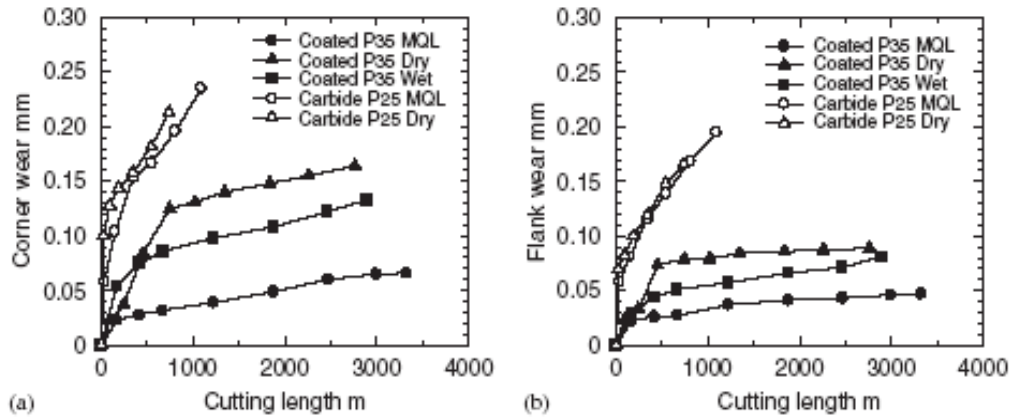 0.30
0.25
0.20
0.15
0.10
0.05
0
Corner wear mm
Coated P35 MQL
Coated P35 Dry
Coated P35 Wet
Carbide P25 MQL
Carbide P25 Dry
0 1000 2000 3000 4000
(a) Cutting length m
0.30
0.25
0.20
0.15
0.10
0.05
0
Flank wear mm
Coated P35 MQL
Coated P35 Dry
Coated P35 Wet
Carbide P25 MQL
Carbide P25 Dry
0 1000 2000 3000 4000
(b) Cutting length m